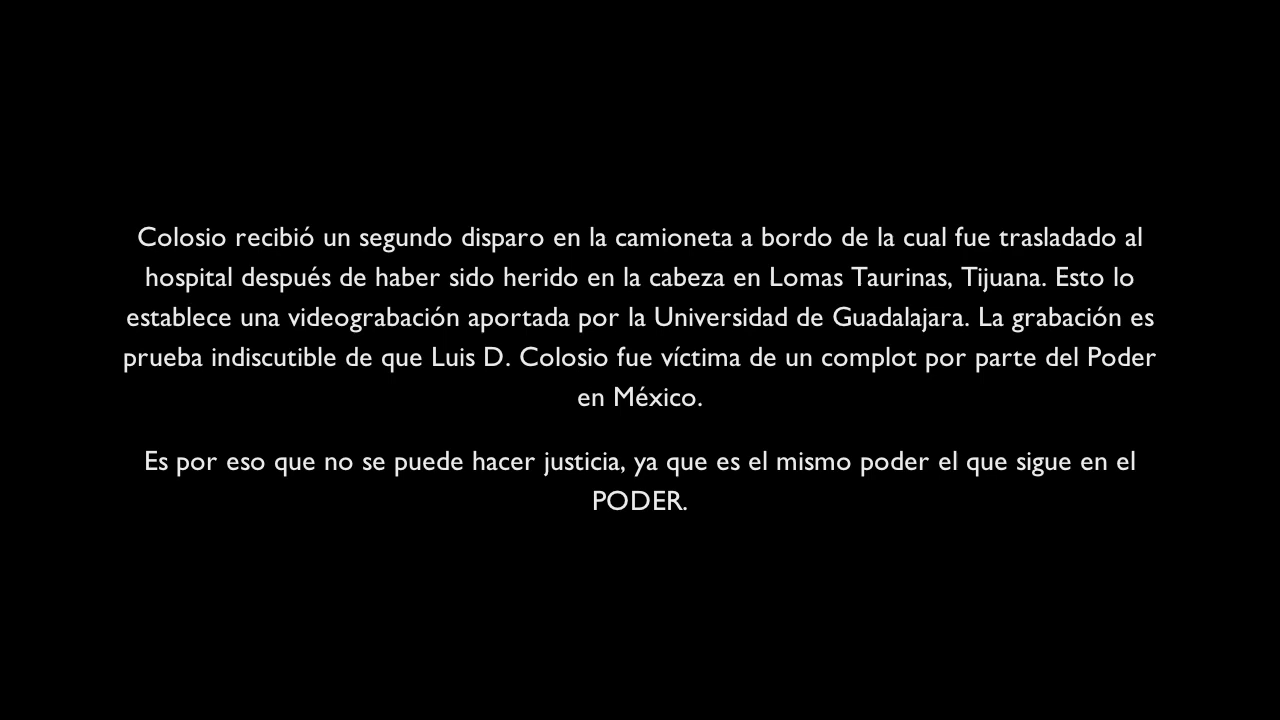 Colosio recibió un segundo disparo en la camioneta a bordo de la cual fue trasladado al
hospital después de haber sido herido en la cabeza en Lomas Taurinas, Tijuana. Esto lo
establece una videograbación aportada por la Universidad de Guadalajara. La grabación es
prueba indiscutible de que Luis D. Colosio fue víctima de un complot por parte del Poder
en México.
Es por eso que no se puede hacer justicia, ya que es el mismo poder el que sigue en el
PODER.